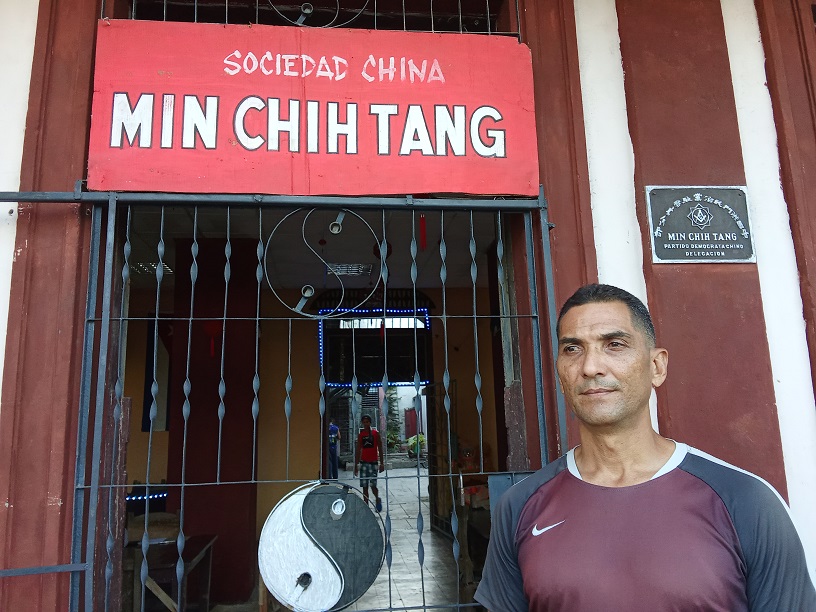 SOCIEDAD CHINA
MIN CHIH TANG
MIN CHIH TANG
PARTIDO DEMOCRATA CHINO
DELEGACION